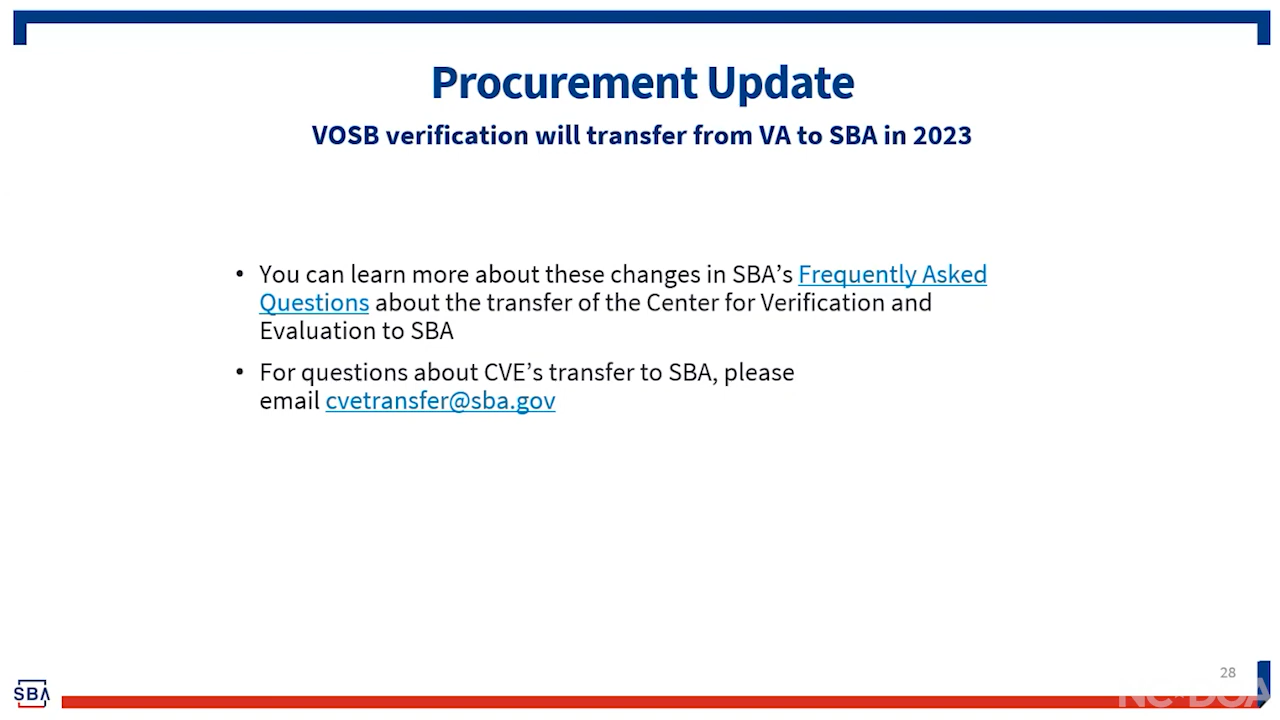 Procurement Update
VOSB verification will transfer from VA to SBA in 2023
• You can learn more about these changes in SBA’s Frequently Asked
Questions about the transfer of the Center for Verification and
Evaluation to SBA
• For questions about CVE’s transfer to SBA, please
email cvetransfer@sba.gov
28
SBA
NC DOA